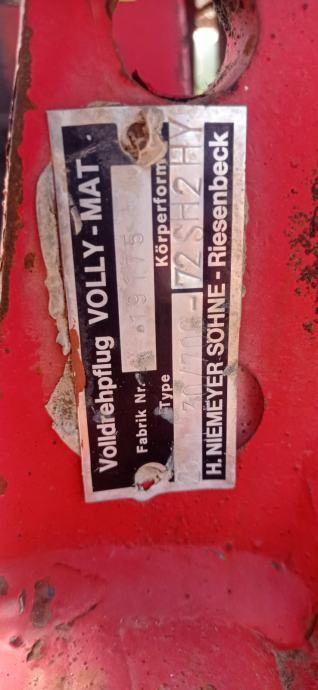 Volldrehpflug VOLLY-MAT.
Fabrik Nr. 19175
Type Körperform
72 SH2 HY
H. NIEMEYER SÖHNE - Riesenbeck